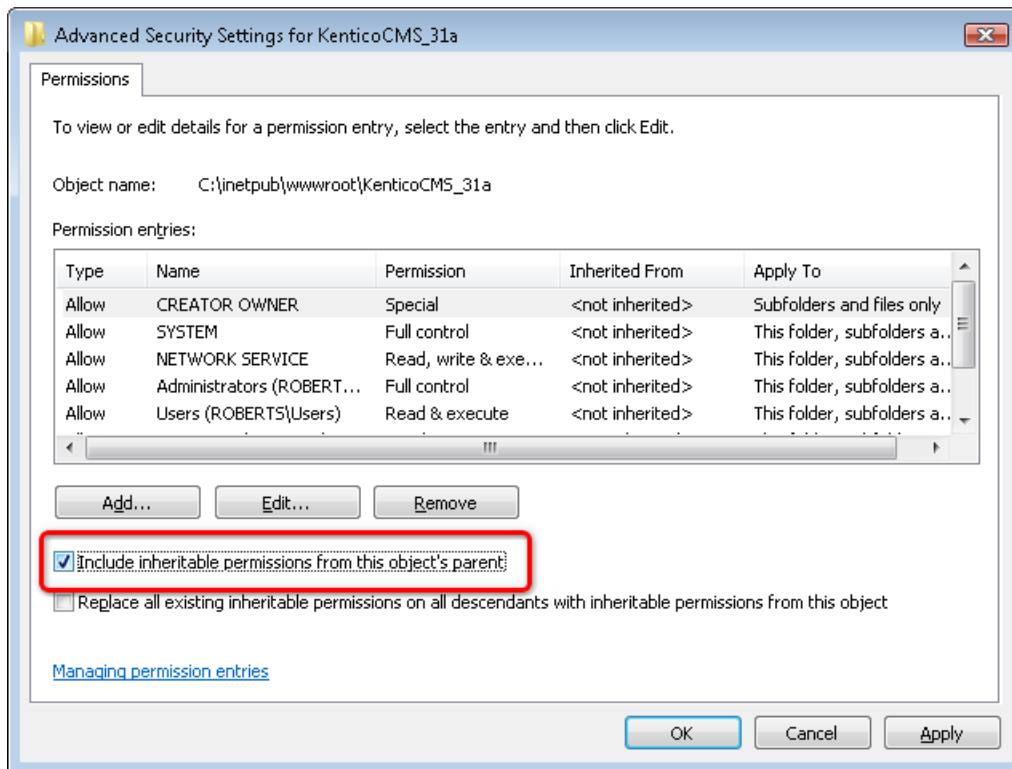 Advanced Security Settings for KenticoCMS_31a
Permissions
To view or edit details for a permission entry, select the entry and then click Edit.
Object name: C:\inetpub\wwwroot\KenticoCMS_31a
Permission entries:
Type Name Permission Inherited From Apply To
Allow CREATOR OWNER Special <not inherited> Subfolders and files only
Allow SYSTEM Full control <not inherited> This folder, subfolders a...
Allow NETWORK SERVICE Read, write & exe... <not inherited> This folder, subfolders a...
Allow Administrators (ROBERT... Full control <not inherited> This folder, subfolders a...
Allow Users (ROBERTS\Users) Read & execute <not inherited> This folder, subfolders a...
Add... Edit... Remove
Include inheritable permissions from this object's parent
Replace all existing inheritable permissions on all descendants with inheritable permissions from this object
Managing permission entries
OK Cancel Apply